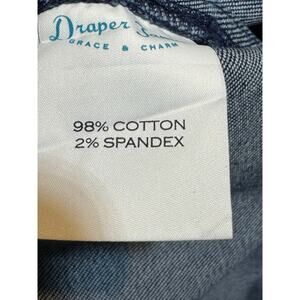 Draper
GRACE & CHARM
98% COTTON
2% SPANDEX